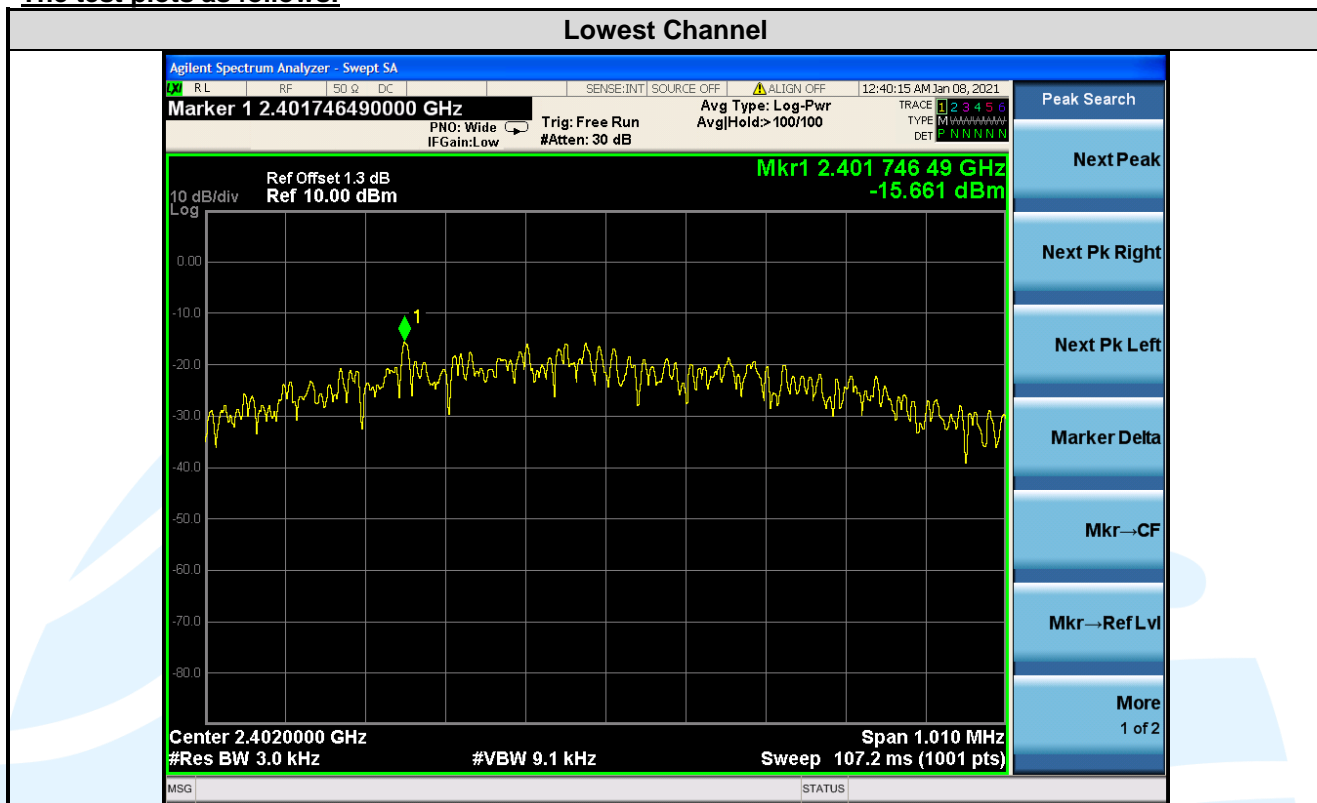 The test plots as follows:
Lowest Channel
Agilent Spectrum Analyzer - Swept SA
LXI RL RF 50 Ω DC SENSE:INT SOURCE OFF ALIGN OFF 12:40:15 AM Jan 08, 2021
Marker 1 2.401746490000 GHz
PNO: Wide
IFGain:Low
Trig: Free Run
#Atten: 30 dB
Avg Type: Log-Pwr
Avg|Hold:>100/100
TRACE 1 2 3 4 5 6
TYPE MWWWWW
DET P N N N N N
Mkr1 2.401 746 49 GHz
-15.661 dBm
Ref Offset 1.3 dB
10 dB/div Ref 10.00 dBm
Log
0.00
-10.0
1
-20.0
-30.0
-40.0
-50.0
-60.0
-70.0
-80.0
Center 2.4020000 GHz Span 1.010 MHz
#Res BW 3.0 kHz #VBW 9.1 kHz Sweep 107.2 ms (1001 pts)
MSG STATUS
Peak Search
Next Peak
Next Pk Right
Next Pk Left
Marker Delta
Mkr→CF
Mkr→Ref Lvl
More
1 of 2